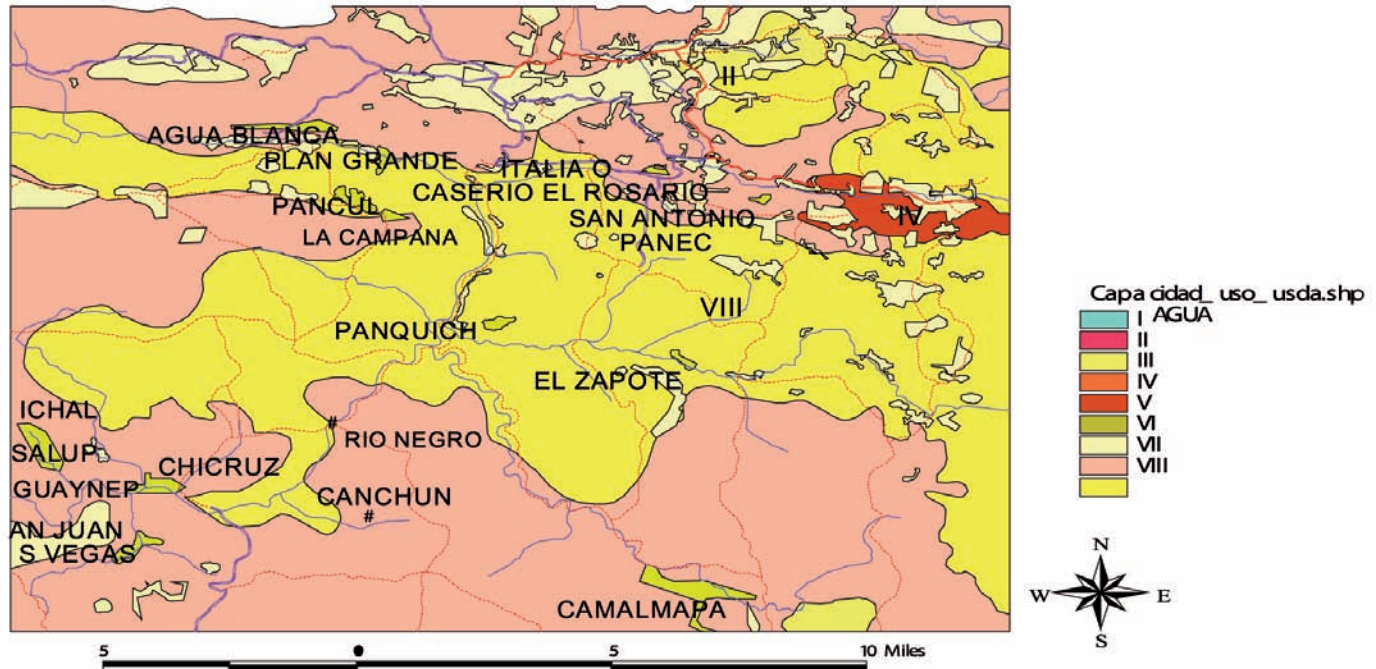 II
AGUA BLANCA
PLAN GRANDE
ITALIA O
CASERIO EL ROSARIO
PANCUL
SAN ANTONIO
PANEC
IV
LA CAMPANA
VIII
PANQUICH
EL ZAPOTE
ICHAL
# RIO NEGRO
SALUP
CHICRUZ
GUAYNEP
CANCHUN
#
AN JUAN
S VEGAS
CAMALMAPA
Capa cidad_ uso_ usda.shp
I AGUA
II
III
IV
V
VI
VII
VIII
N
W E
S
5 0 5 10 Miles